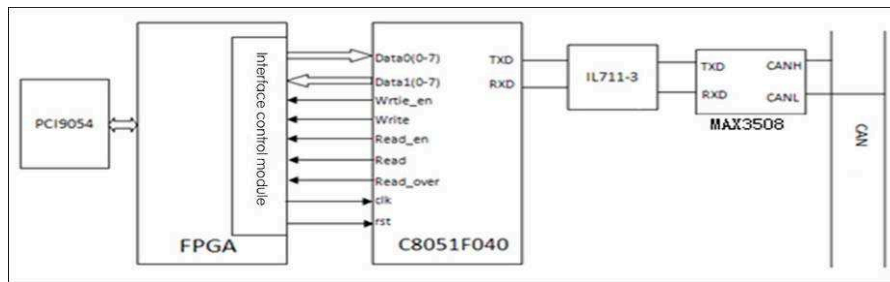 PCI9054
Interface control module
FPGA
Data0(0-7)
Data1(0-7)
Wrtie_en
Write
Read_en
Read
Read_over
clk
rst
TXD
RXD
C8051F040
IL711-3
TXD
RXD
CANH
CANL
MAX3508
CAN